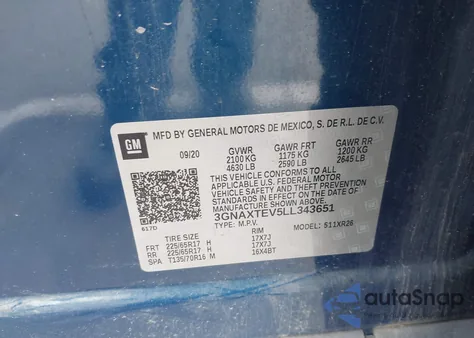 GM
MFD BY GENERAL MOTORS DE MEXICO, S. DE R.L. DE C.V.
09/20 GVWR GAWR FRT GAWR RR
2100 KG 1175 KG 1200 KG
4630 LB 2590 LB 2645 LB
THIS VEHICLE CONFORMS TO ALL APPLICABLE
U.S. FEDERAL MOTOR VEHICLE SAFETY AND THEFT PREVENTION
STANDARDS IN EFFECT ON THE DATE OF MANUFACTURE
SHOWN ABOVE.
3GNAXTEV5LL343651
617D
TYPE: M.P.V. MODEL: 511XR26
TIRE SIZE RIM
FRT 225/65R17 H 17X7J
RR 225/65R17 H 17X7J
SPA T135/70R16 M 16X4BT
autoSnap